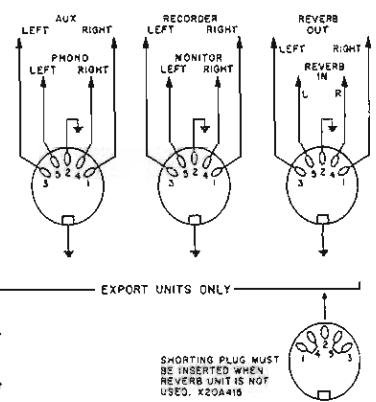 AUX
LEFT RIGHT
PHONO
LEFT RIGHT
3 5 2 4 1
RECORDER
LEFT RIGHT
MONITOR
LEFT RIGHT
3 5 2 4 1
REVERB
OUT
LEFT RIGHT
REVERB
IN
L R
3 5 2 4 1
EXPORT UNITS ONLY
1 4 2 5 3
SHORTING PLUG MUST
BE INSERTED WHEN
REVERB UNIT IS NOT
USED. X20A416